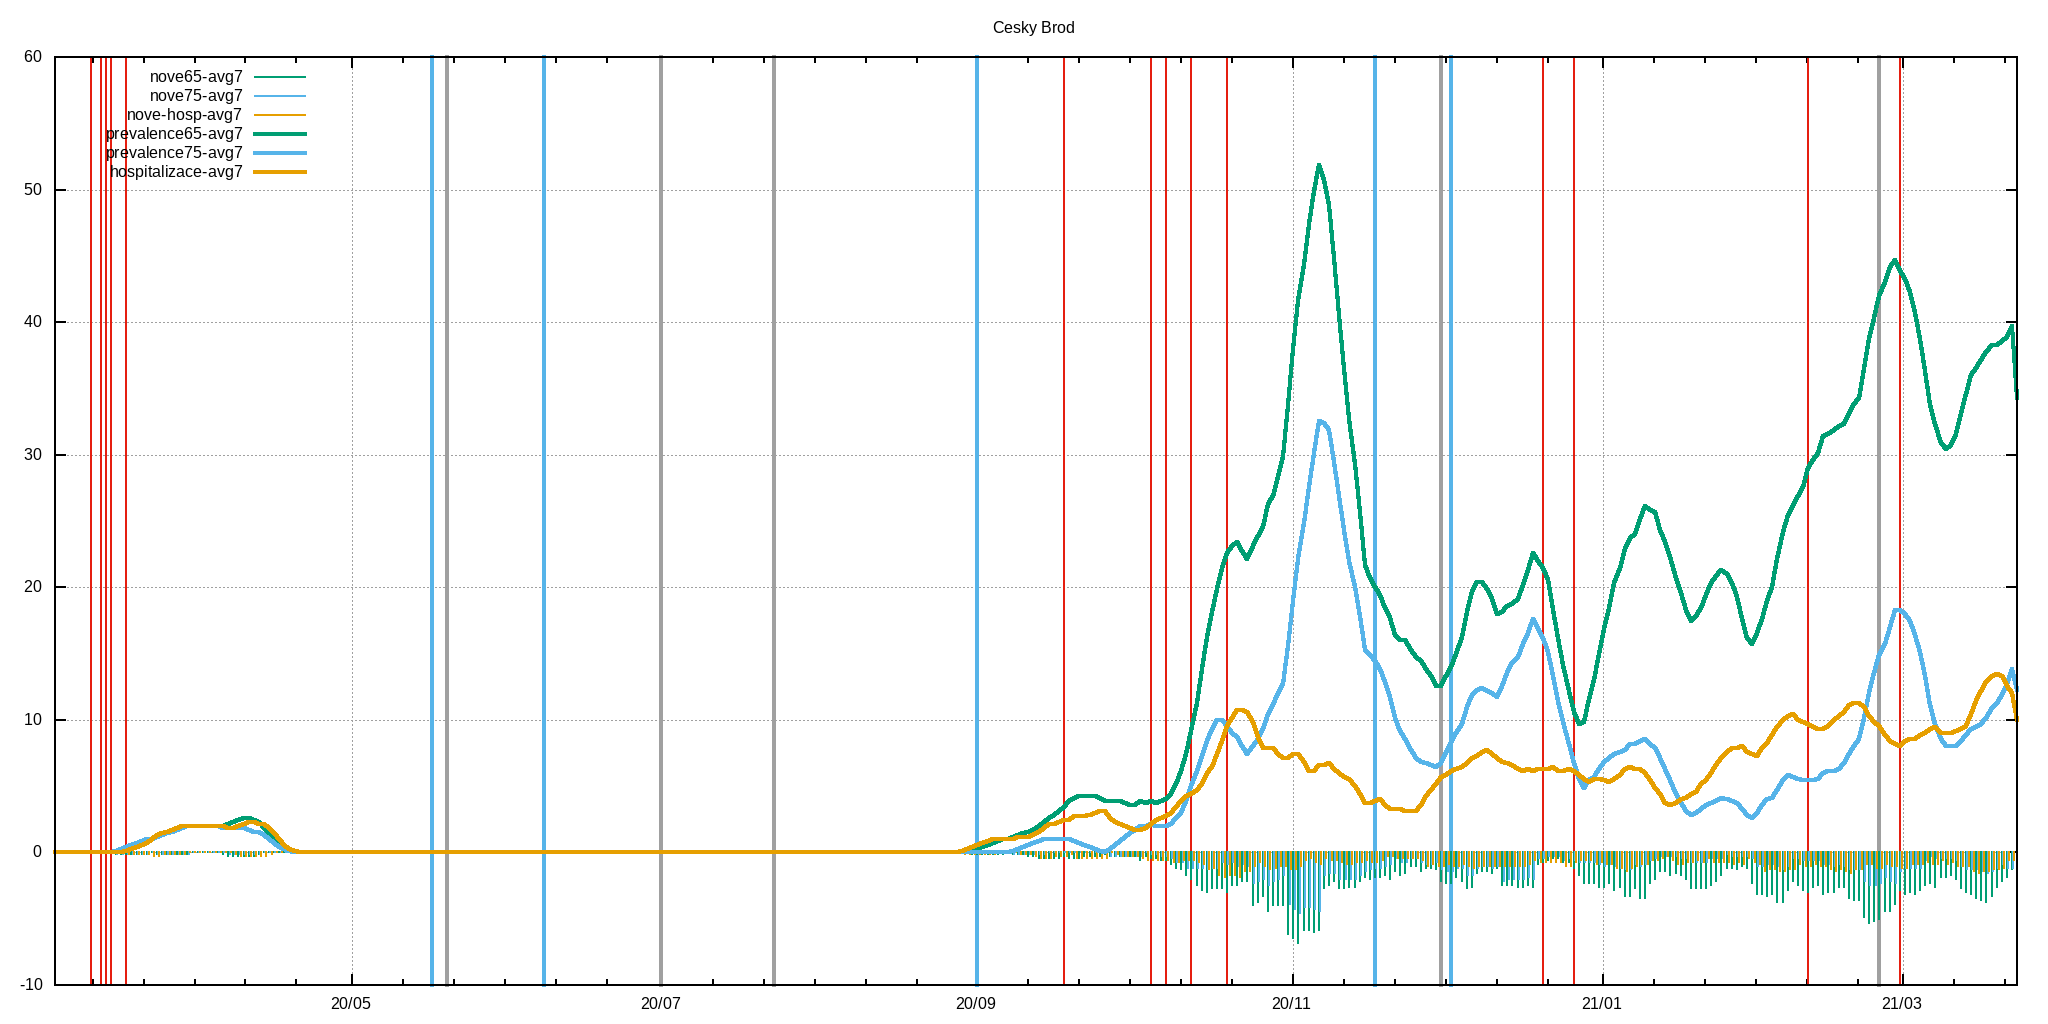 Cesky Brod
60
50
40
30
20
10
0
-10
nove65-avg7
nove75-avg7
nove-hosp-avg7
prevalence65-avg7
prevalence75-avg7
hospitalizace-avg7
20/05 20/07 20/09 20/11 21/01 21/03